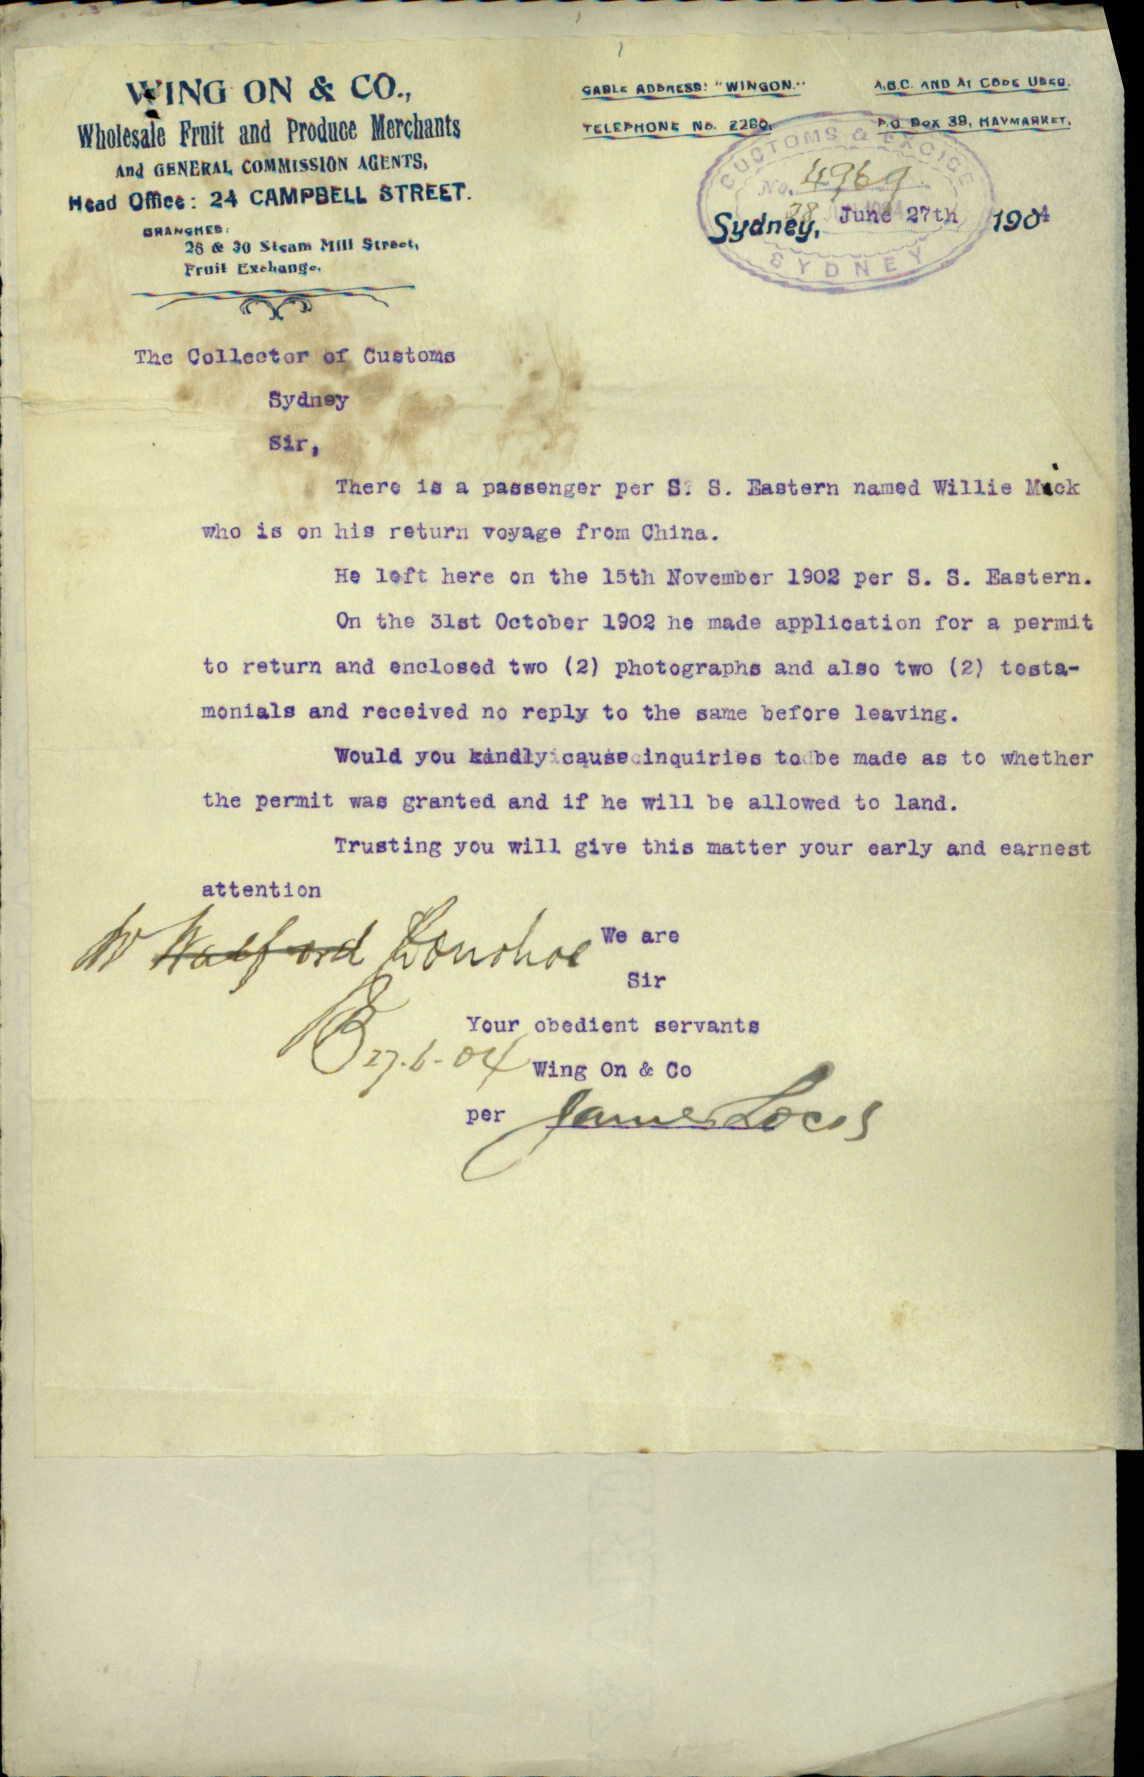 WING ON & CO.,
Wholesale Fruit and Produce Merchants
And GENERAL COMMISSION AGENTS,
Head Office: 24 CAMPBELL STREET.
BRANCHES:
26 & 30 Steam Mill Street,
Fruit Exchange.
CABLE ADDRESS: "WINGON."
A.B.C. AND A1 CODE USED.
TELEPHONE No. 2280.
P.O. Box 39, HAYMARKET.
CUSTOMS & EXCISE
No. 4969
28 JUN 1904
SYDNEY
Sydney, June 27th 1904
The Collector of Customs
Sydney
Sir,
There is a passenger per S. S. Eastern named Willie Mack
who is on his return voyage from China.
He left here on the 15th November 1902 per S. S. Eastern.
On the 31st October 1902 he made application for a permit
to return and enclosed two (2) photographs and also two (2) testa-
monials and received no reply to the same before leaving.
Would you kindly cause inquiries to be made as to whether
the permit was granted and if he will be allowed to land.
Trusting you will give this matter your early and earnest
attention
We are
Mr Halford Donohoe
Sir
Your obedient servants
27.6.04
Wing On & Co
per James Locs